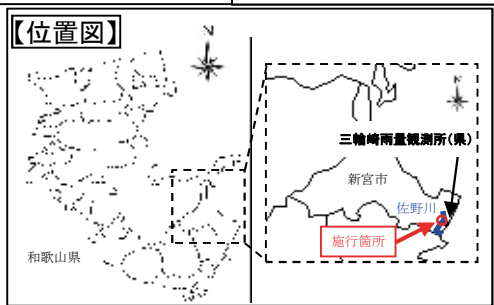 【位置図】
N
N
三輪崎雨量観測所(県)
新宮市
佐野川
施行箇所
和歌山県